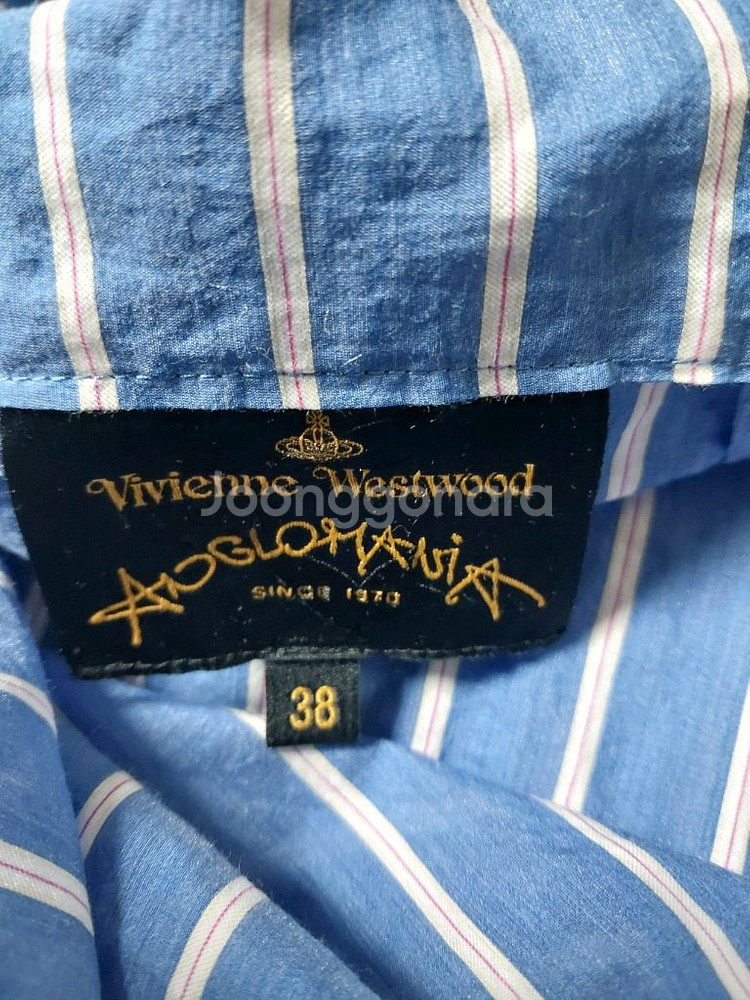 Vivienne Westwood
Joonggonara
ANGLOMANiA
SINCE 1970
38